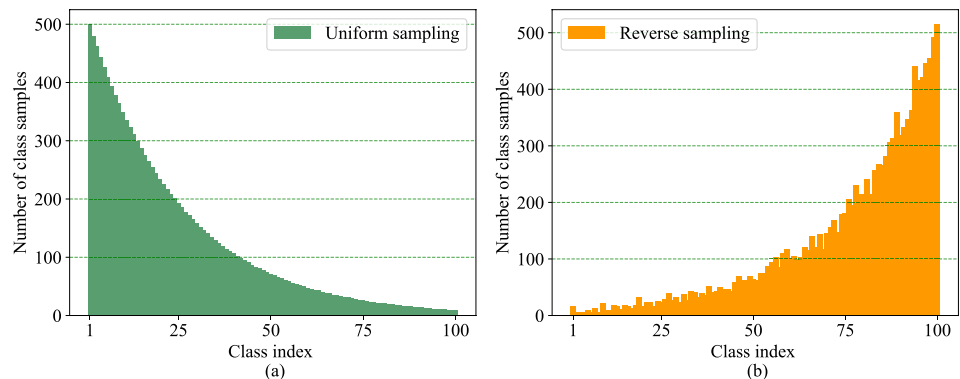 Uniform sampling
500
400
300
200
100
0
Number of class samples
1 25 50 75 100
Class index
(a)
Reverse sampling
500
400
300
200
100
0
Number of class samples
1 25 50 75 100
Class index
(b)